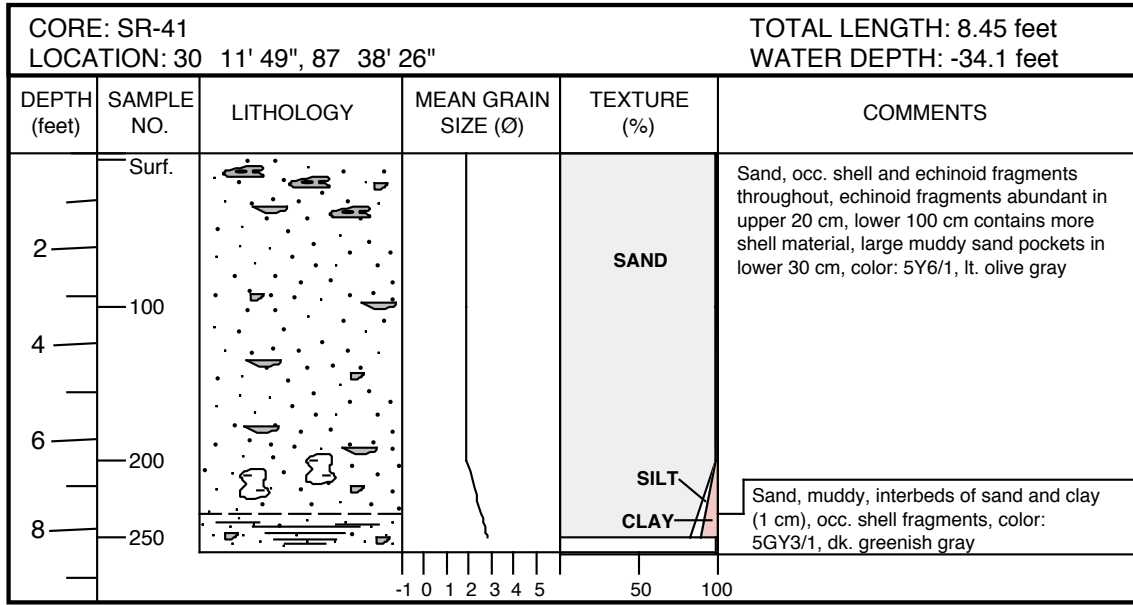 CORE: SR-41
TOTAL LENGTH: 8.45 feet
LOCATION: 30 11' 49", 87 38' 26"
WATER DEPTH: -34.1 feet
DEPTH
(feet)
SAMPLE
NO.
LITHOLOGY
MEAN GRAIN
SIZE (Ø)
TEXTURE
(%)
COMMENTS
Surf.
2
100
4
6
200
8
250
-1 0 1 2 3 4 5
SAND
SILT
CLAY
50 100
Sand, occ. shell and echinoid fragments
throughout, echinoid fragments abundant in
upper 20 cm, lower 100 cm contains more
shell material, large muddy sand pockets in
lower 30 cm, color: 5Y6/1, lt. olive gray
Sand, muddy, interbeds of sand and clay
(1 cm), occ. shell fragments, color:
5GY3/1, dk. greenish gray